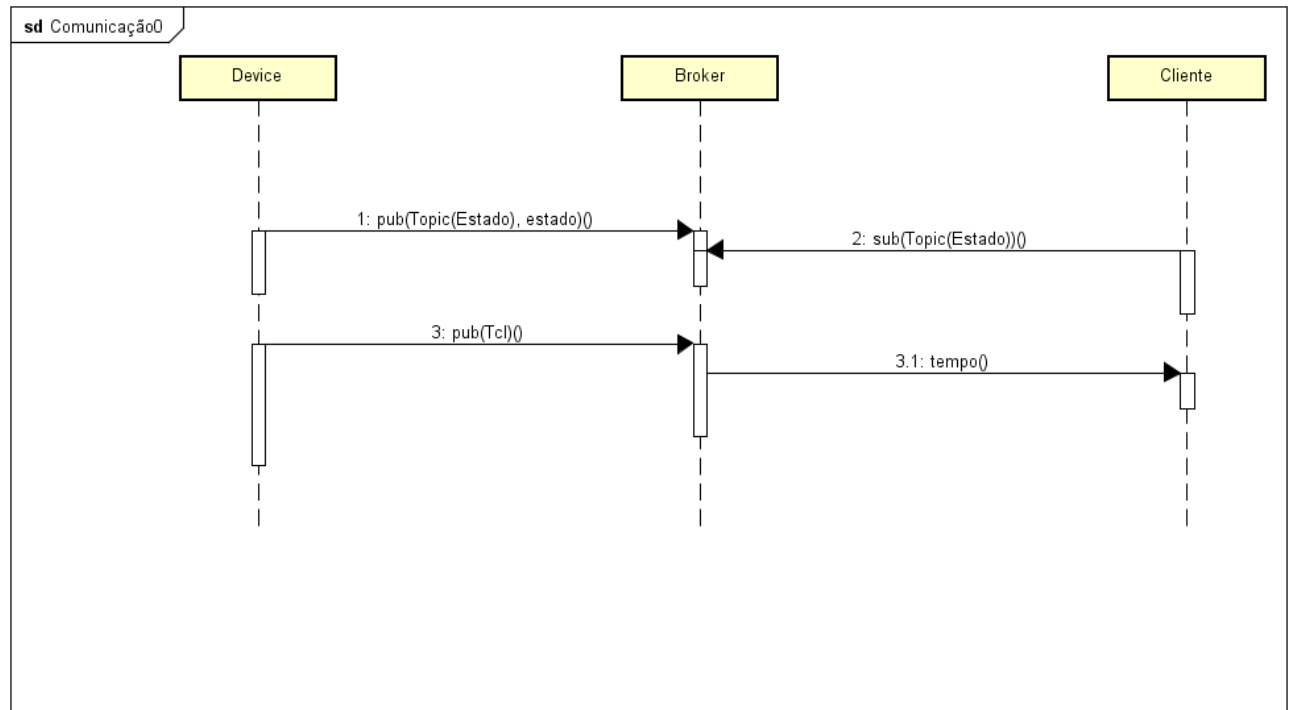 sd Comunicação0
Device
Broker
Cliente
1: pub(Topic(Estado), estado)()
2: sub(Topic(Estado))()
3: pub(Tcl)()
3.1: tempo()